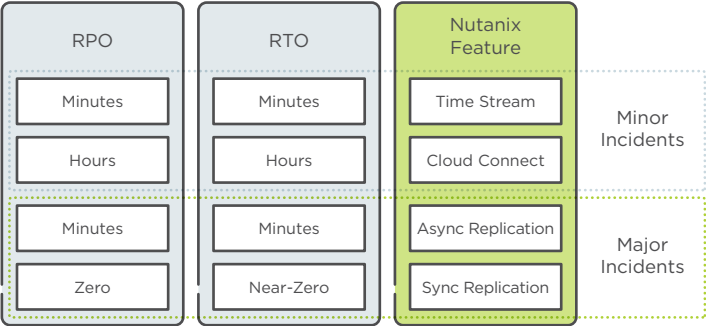 RPO
RTO
Nutanix
Feature
Minutes
Minutes
Time Stream
Minor
Incidents
Hours
Hours
Cloud Connect
Minutes
Minutes
Async Replication
Major
Incidents
Zero
Near-Zero
Sync Replication